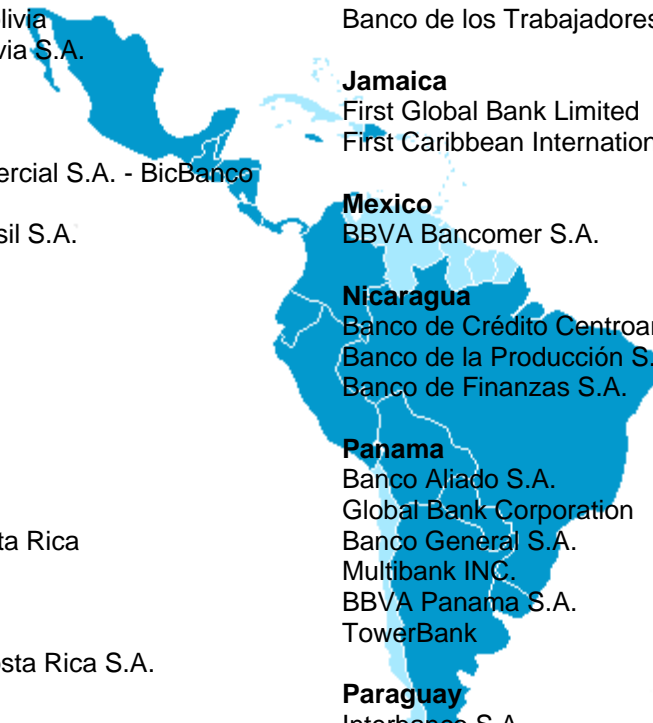 livia
via S.A.
ercial S.A. - BicBanco
sil S.A.
ta Rica
osta Rica S.A.
Banco de los Trabajadores
Jamaica
First Global Bank Limited
First Caribbean Internation
Mexico
BBVA Bancomer S.A.
Nicaragua
Banco de Crédito Centroar
Banco de la Producción S.
Banco de Finanzas S.A.
Panama
Banco Aliado S.A.
Global Bank Corporation
Banco General S.A.
Multibank INC.
BBVA Panama S.A.
TowerBank
Paraguay
Interbanco S.A.